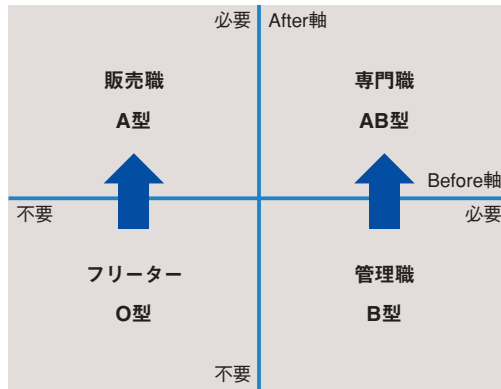 必要 After軸
販売職 専門職
A型 AB型
Before軸
不要 必要
フリーター 管理職
O型 B型
不要